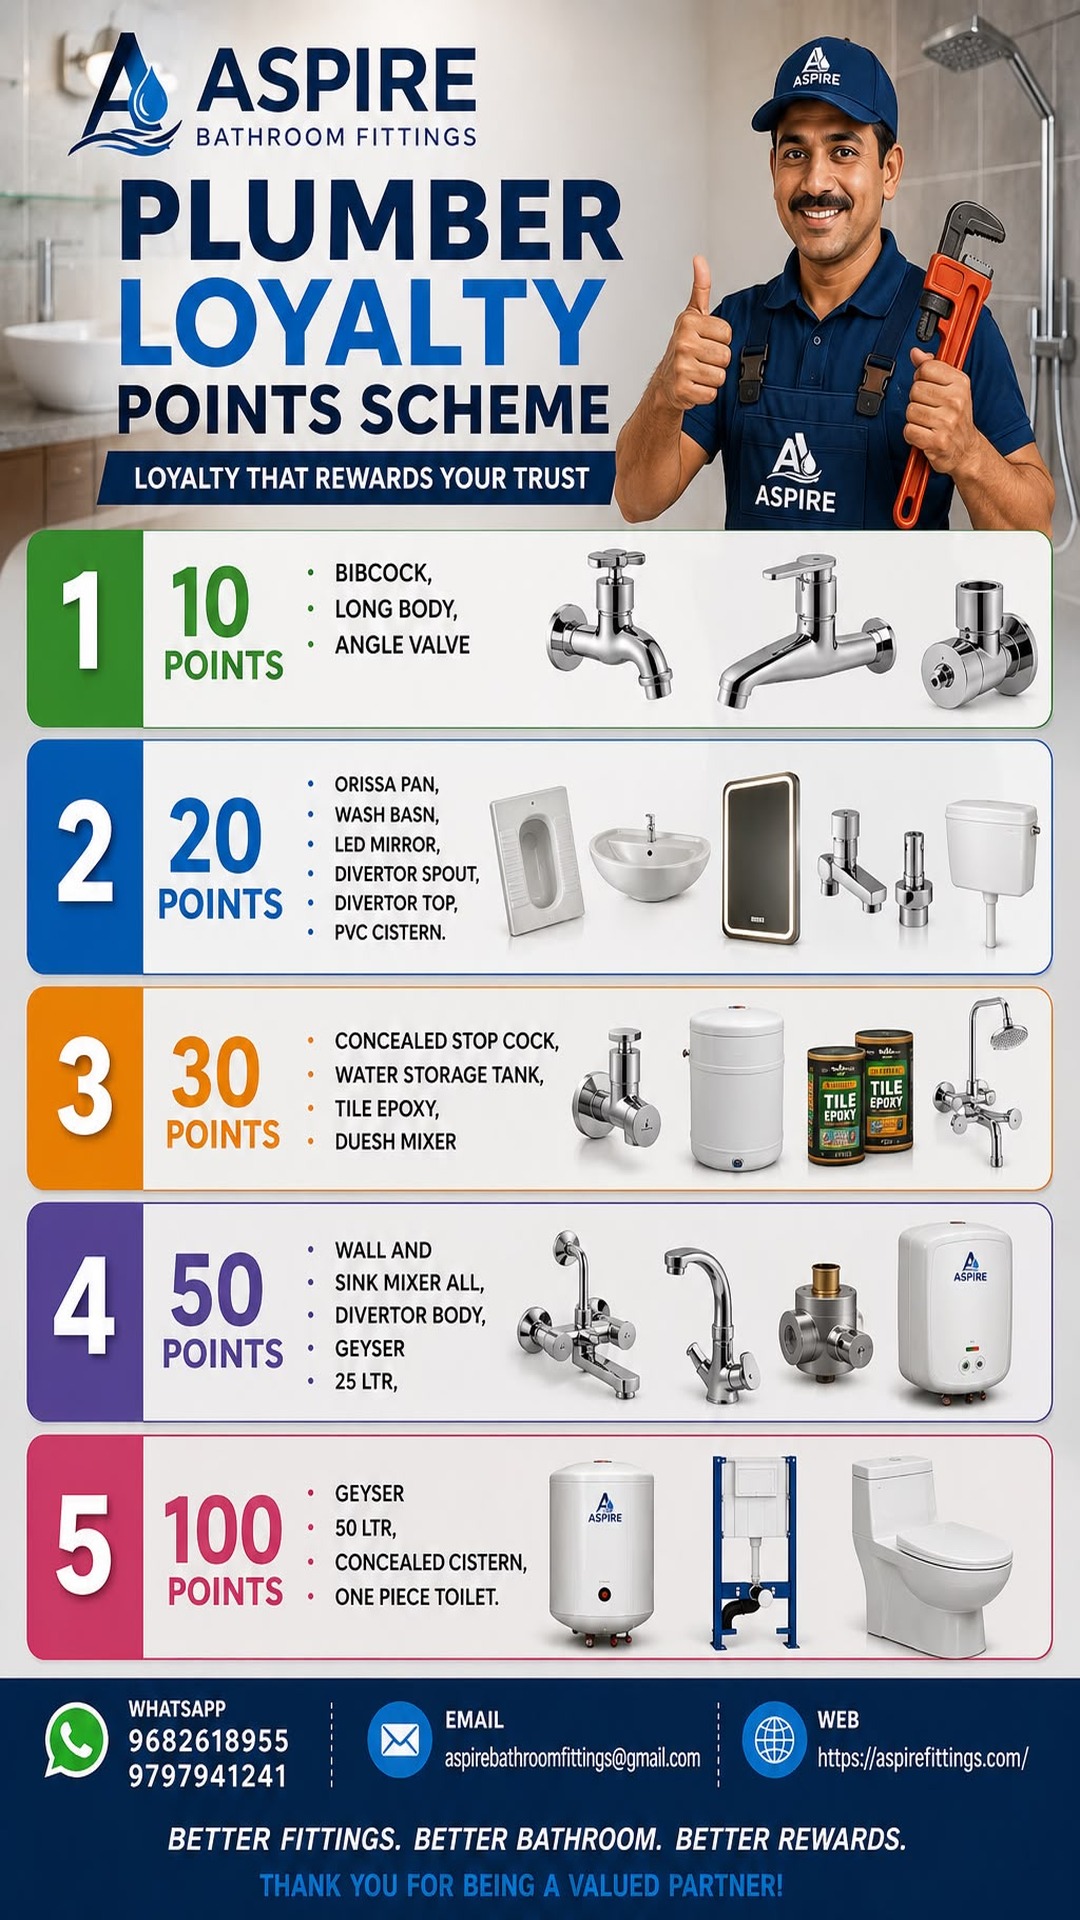 ASPIRE
BATHROOM FITTINGS
PLUMBER
LOYALTY
POINTS SCHEME
LOYALTY THAT REWARDS YOUR TRUST
ASPIRE
ASPIRE
1
10
POINTS
• BIBCOCK,
• LONG BODY,
• ANGLE VALVE
2
20
POINTS
• ORISSA PAN,
• WASH BASN,
• LED MIRROR,
• DIVERTOR SPOUT,
• DIVERTOR TOP,
• PVC CISTERN.
3
30
POINTS
• CONCEALED STOP COCK,
• WATER STORAGE TANK,
• TILE EPOXY,
• DUESH MIXER
TILE
EPOXY
TILE
EPOXY
4
50
POINTS
• WALL AND
• SINK MIXER ALL,
• DIVERTOR BODY,
• GEYSER
• 25 LTR,
ASPIRE
5
100
POINTS
• GEYSER
• 50 LTR,
• CONCEALED CISTERN,
• ONE PIECE TOILET.
ASPIRE
WHATSAPP
9682618955
9797941241
EMAIL
aspirebathroomfittings@gmail.com
WEB
https://aspirefittings.com/
BETTER FITTINGS. BETTER BATHROOM. BETTER REWARDS.
THANK YOU FOR BEING A VALUED PARTNER!